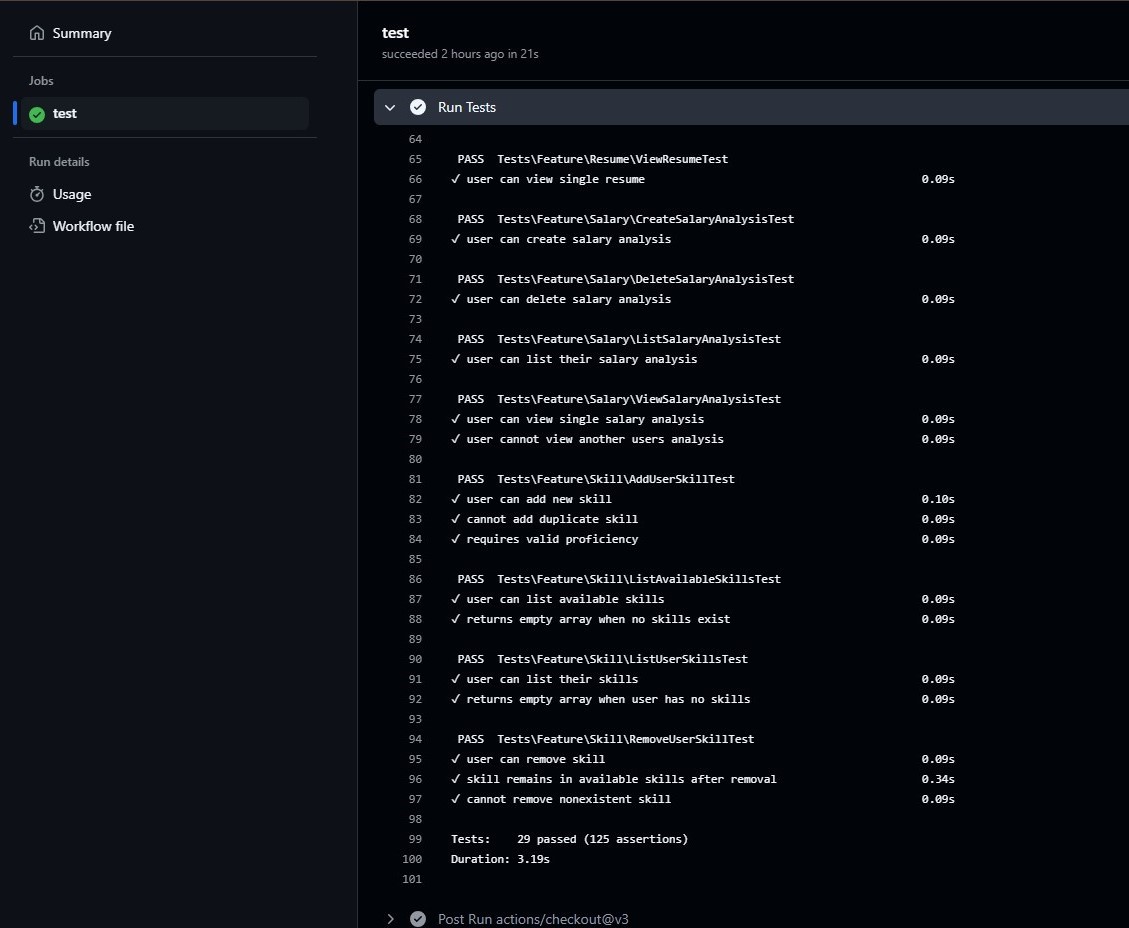 Summary
Jobs
test
Run details
Usage
Workflow file
test
succeeded 2 hours ago in 21s
Run Tests
64
65 PASS Tests\Feature\Resume\ViewResumeTest
66 ✓ user can view single resume 0.09s
67
68 PASS Tests\Feature\Salary\CreateSalaryAnalysisTest
69 ✓ user can create salary analysis 0.09s
70
71 PASS Tests\Feature\Salary\DeleteSalaryAnalysisTest
72 ✓ user can delete salary analysis 0.09s
73
74 PASS Tests\Feature\Salary\ListSalaryAnalysisTest
75 ✓ user can list their salary analysis 0.09s
76
77 PASS Tests\Feature\Salary\ViewSalaryAnalysisTest
78 ✓ user can view single salary analysis 0.09s
79 ✓ user cannot view another users analysis 0.09s
80
81 PASS Tests\Feature\Skill\AddUserSkillTest
82 ✓ user can add new skill 0.10s
83 ✓ cannot add duplicate skill 0.09s
84 ✓ requires valid proficiency 0.09s
85
86 PASS Tests\Feature\Skill\ListAvailableSkillsTest
87 ✓ user can list available skills 0.09s
88 ✓ returns empty array when no skills exist 0.09s
89
90 PASS Tests\Feature\Skill\ListUserSkillsTest
91 ✓ user can list their skills 0.09s
92 ✓ returns empty array when user has no skills 0.09s
93
94 PASS Tests\Feature\Skill\RemoveUserSkillTest
95 ✓ user can remove skill 0.09s
96 ✓ skill remains in available skills after removal 0.34s
97 ✓ cannot remove nonexistent skill 0.09s
98
99 Tests: 29 passed (125 assertions)
100 Duration: 3.19s
101
Post Run actions/checkout@v3